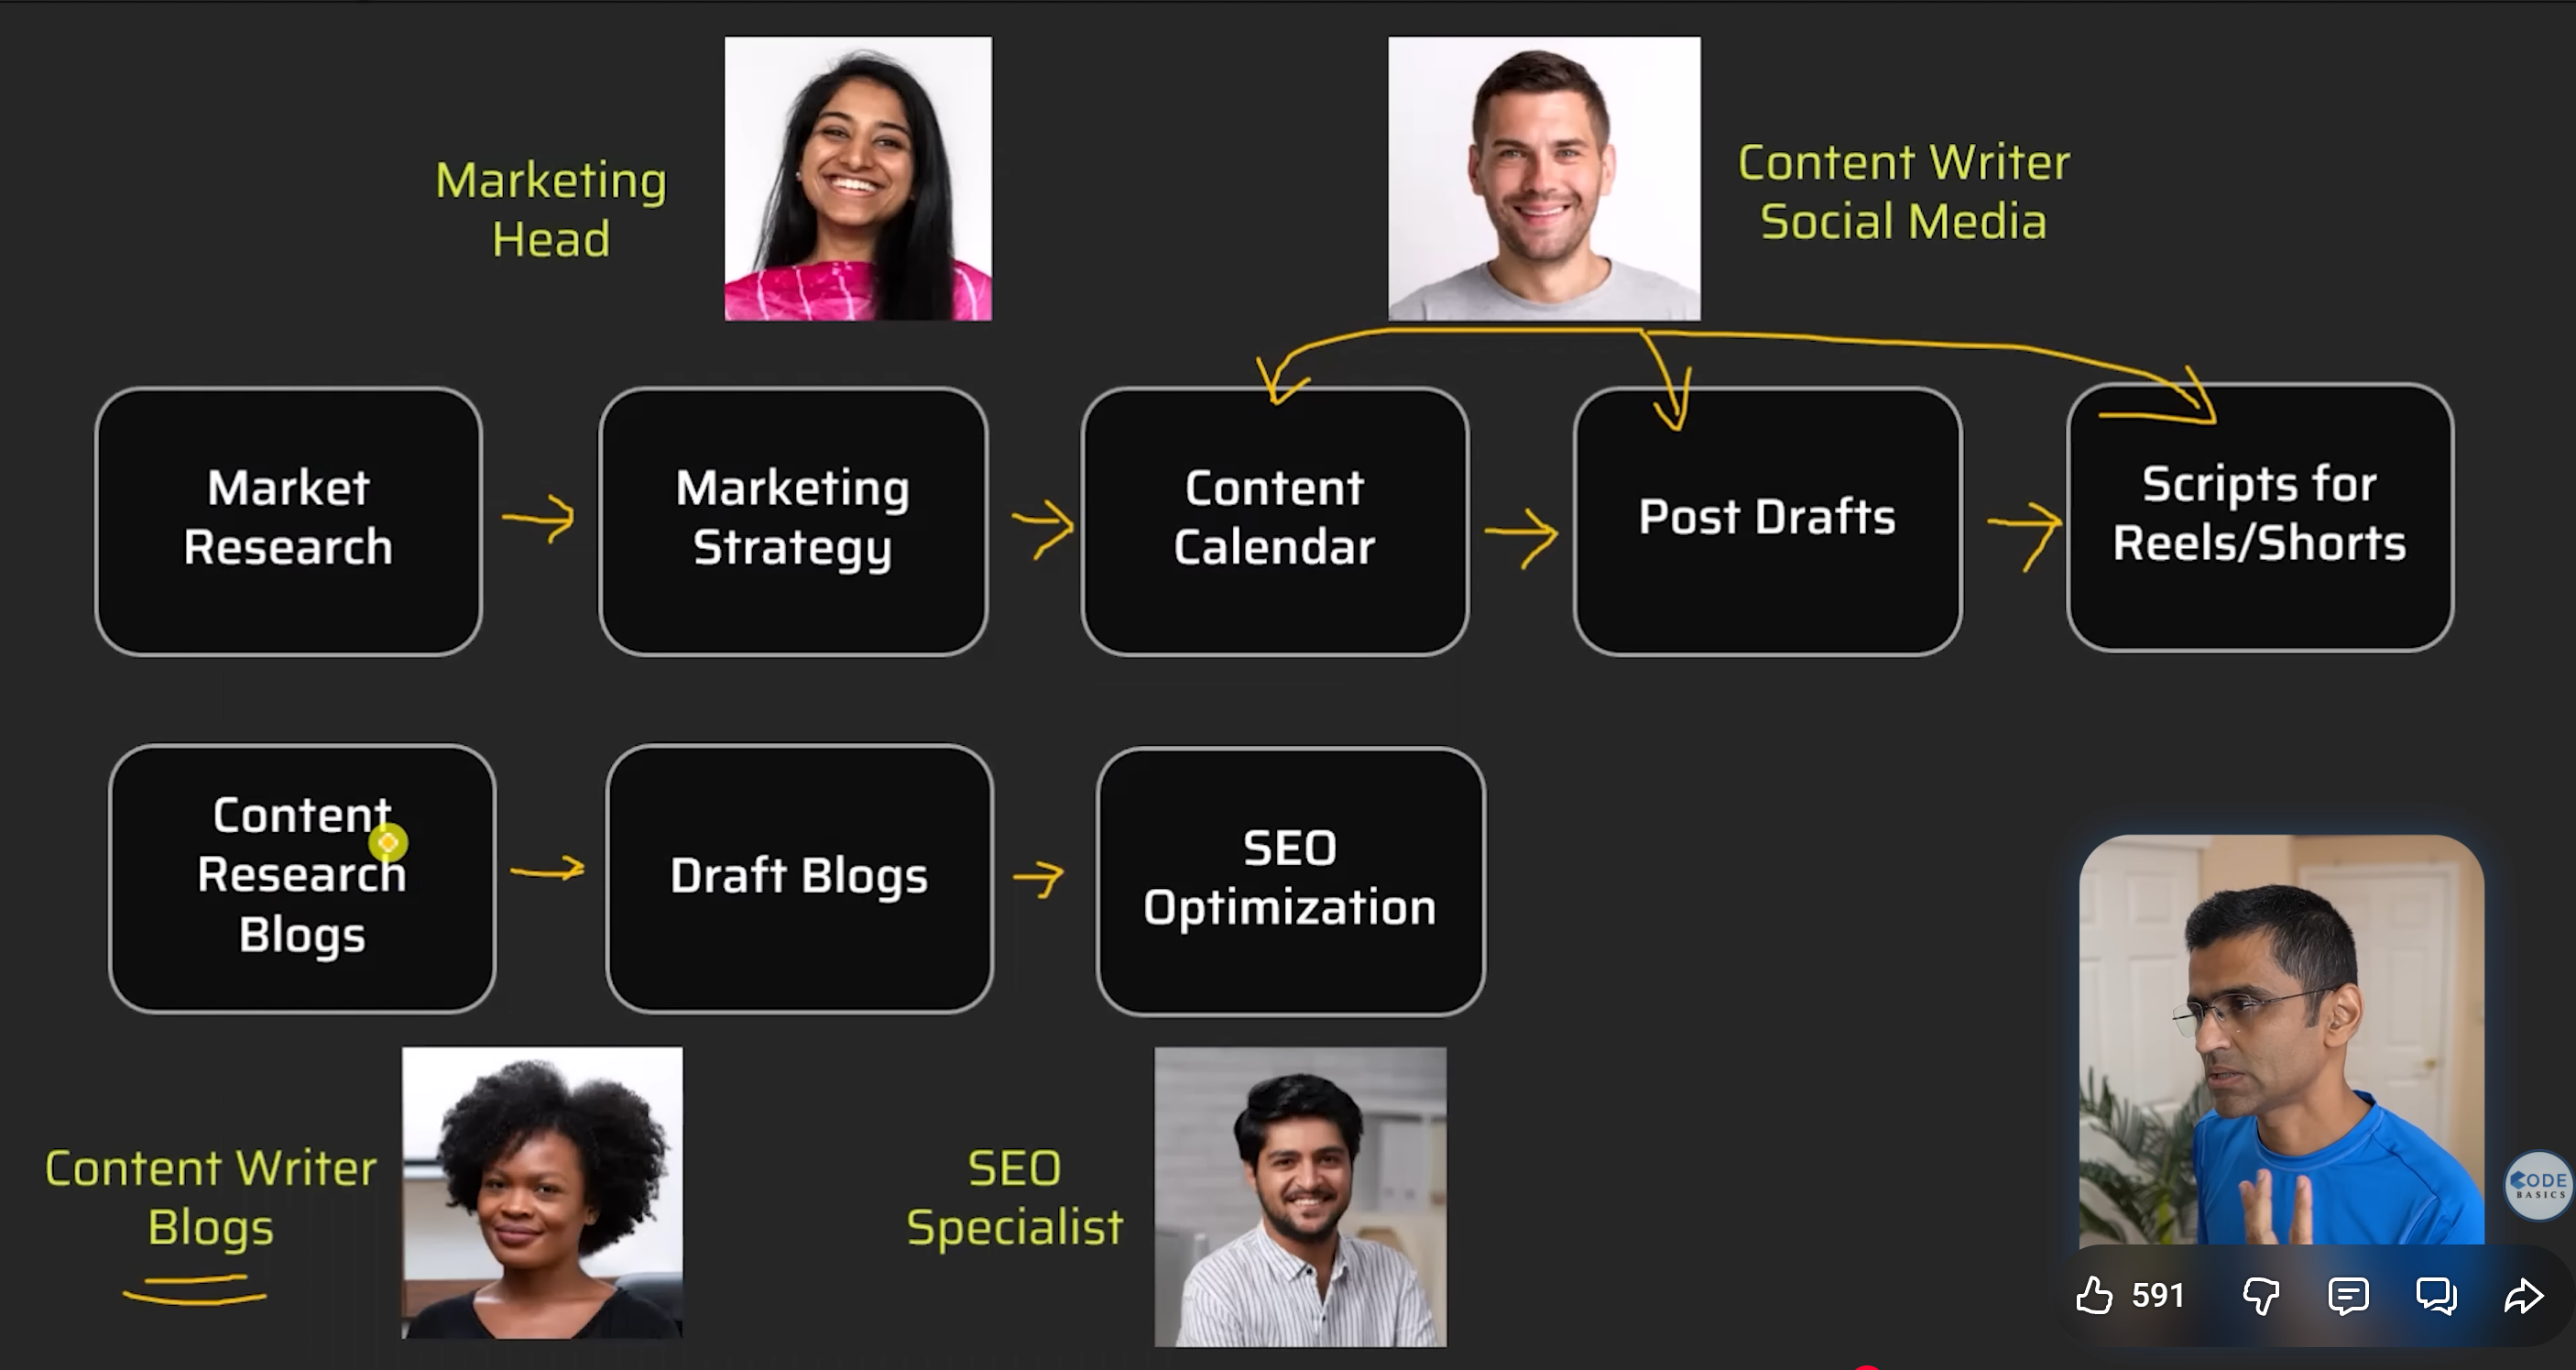 Marketing
Head
Content Writer
Social Media
Market
Research
Marketing
Strategy
Content
Calendar
Post Drafts
Scripts for
Reels/Shorts
Content
Research
Blogs
Draft Blogs
SEO
Optimization
Content Writer
Blogs
SEO
Specialist
CODE
BASICS
591